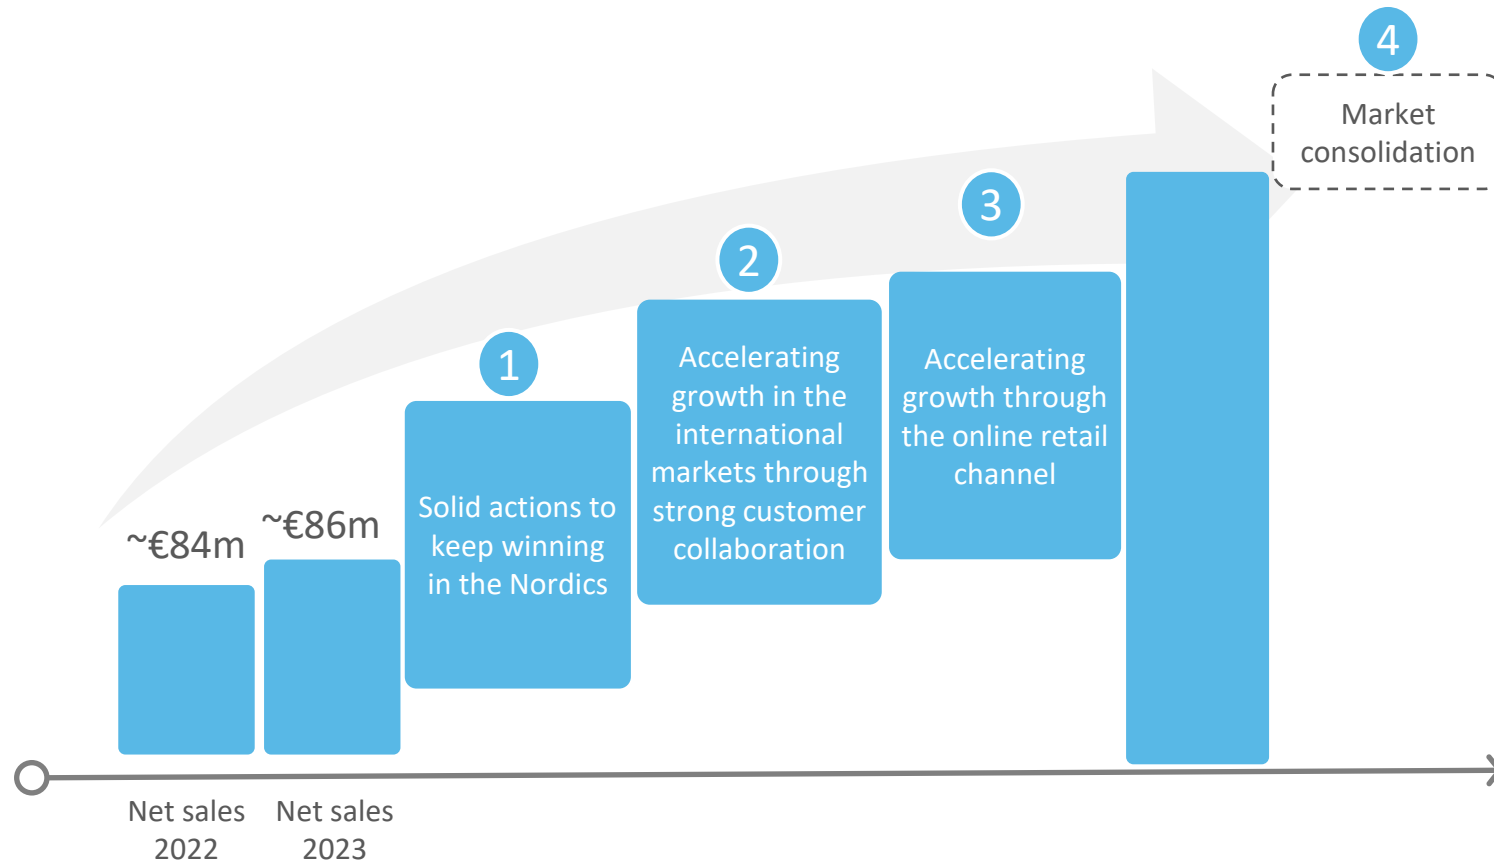 4
Market
consolidation
3
2
1
Accelerating
growth in the
international
markets through
strong customer
collaboration
Accelerating
growth through
the online retail
channel
Solid actions to
keep winning
in the Nordics
~€84m
~€86m
Net sales
2022
Net sales
2023